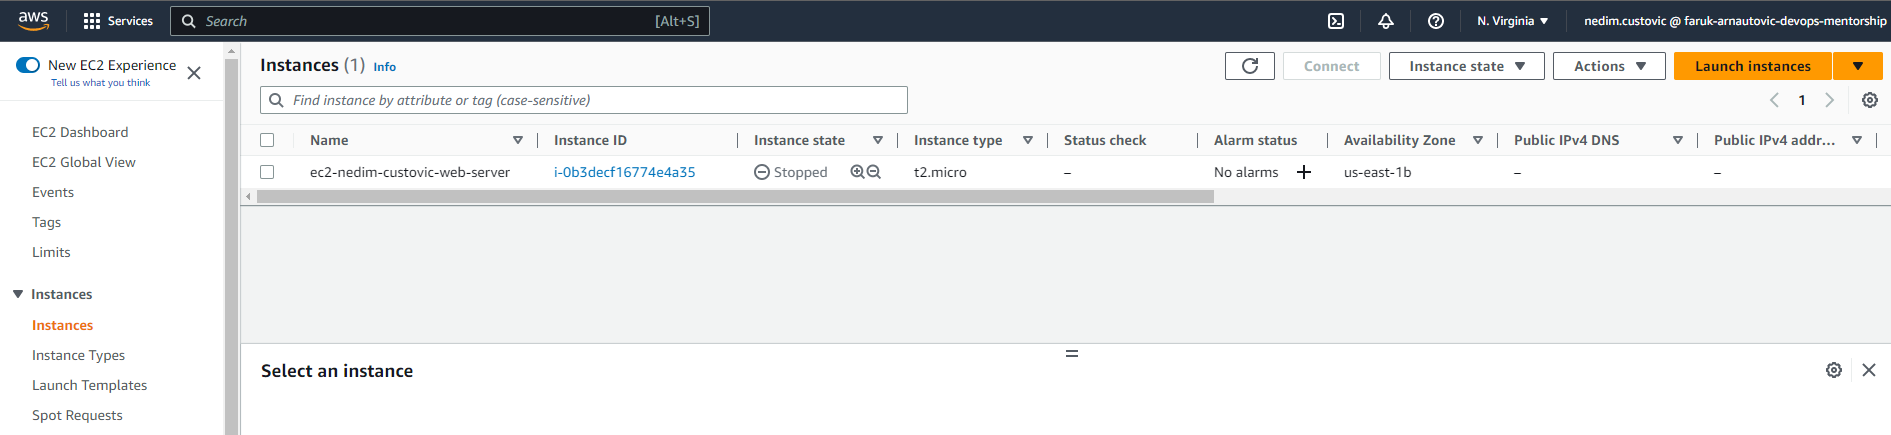 aws
Services
Search [Alt+S]
N. Virginia
nedim.custovic @ faruk-arnautovic-devops-mentorship
New EC2 Experience
Tell us what you think
EC2 Dashboard
EC2 Global View
Events
Tags
Limits
Instances
Instances
Instance Types
Launch Templates
Spot Requests
Instances (1) Info
Connect
Instance state
Actions
Launch instances
Find instance by attribute or tag (case-sensitive)
1
Name Instance ID Instance state Instance type Status check Alarm status Availability Zone Public IPv4 DNS Public IPv4 addr...
ec2-nedim-custovic-web-server i-0b3decf16774e4a35 Stopped t2.micro – No alarms + us-east-1b – –
Select an instance